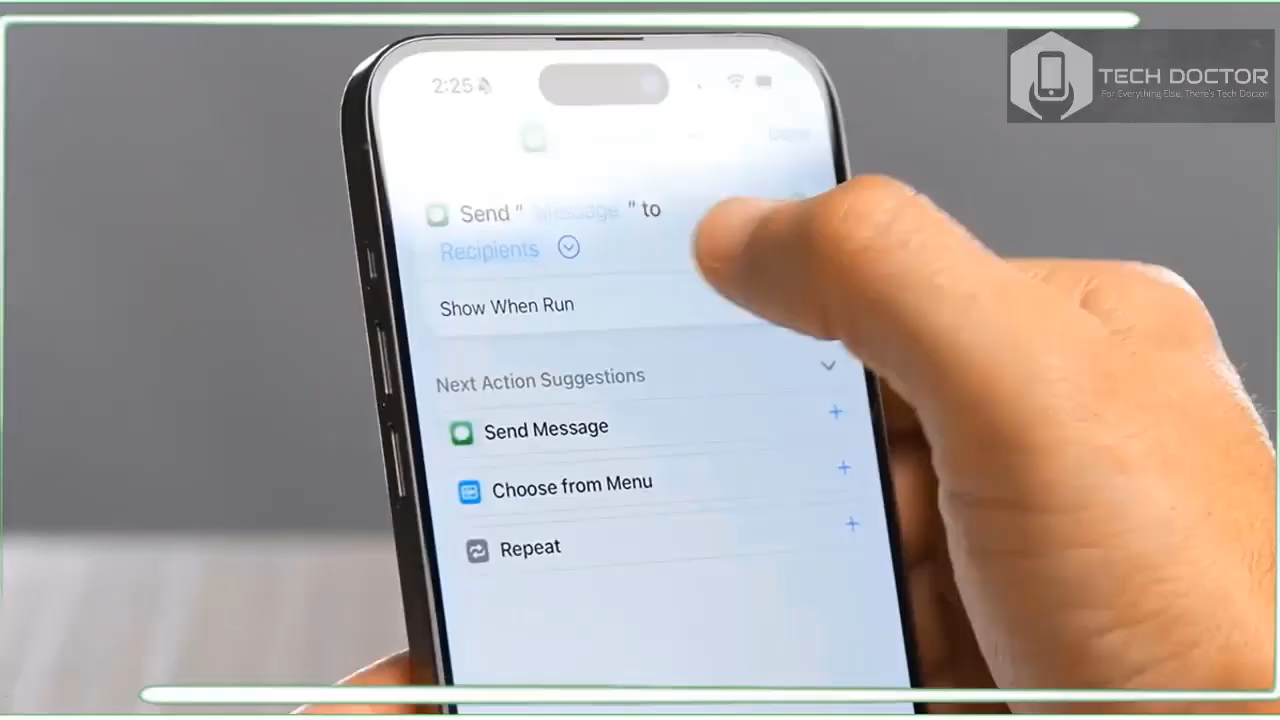 2:25
TECH DOCTOR
For Everything Else, There's Tech Doctor
Send " Message " to
Recipients
Show When Run
Next Action Suggestions
Send Message
Choose from Menu
Repeat